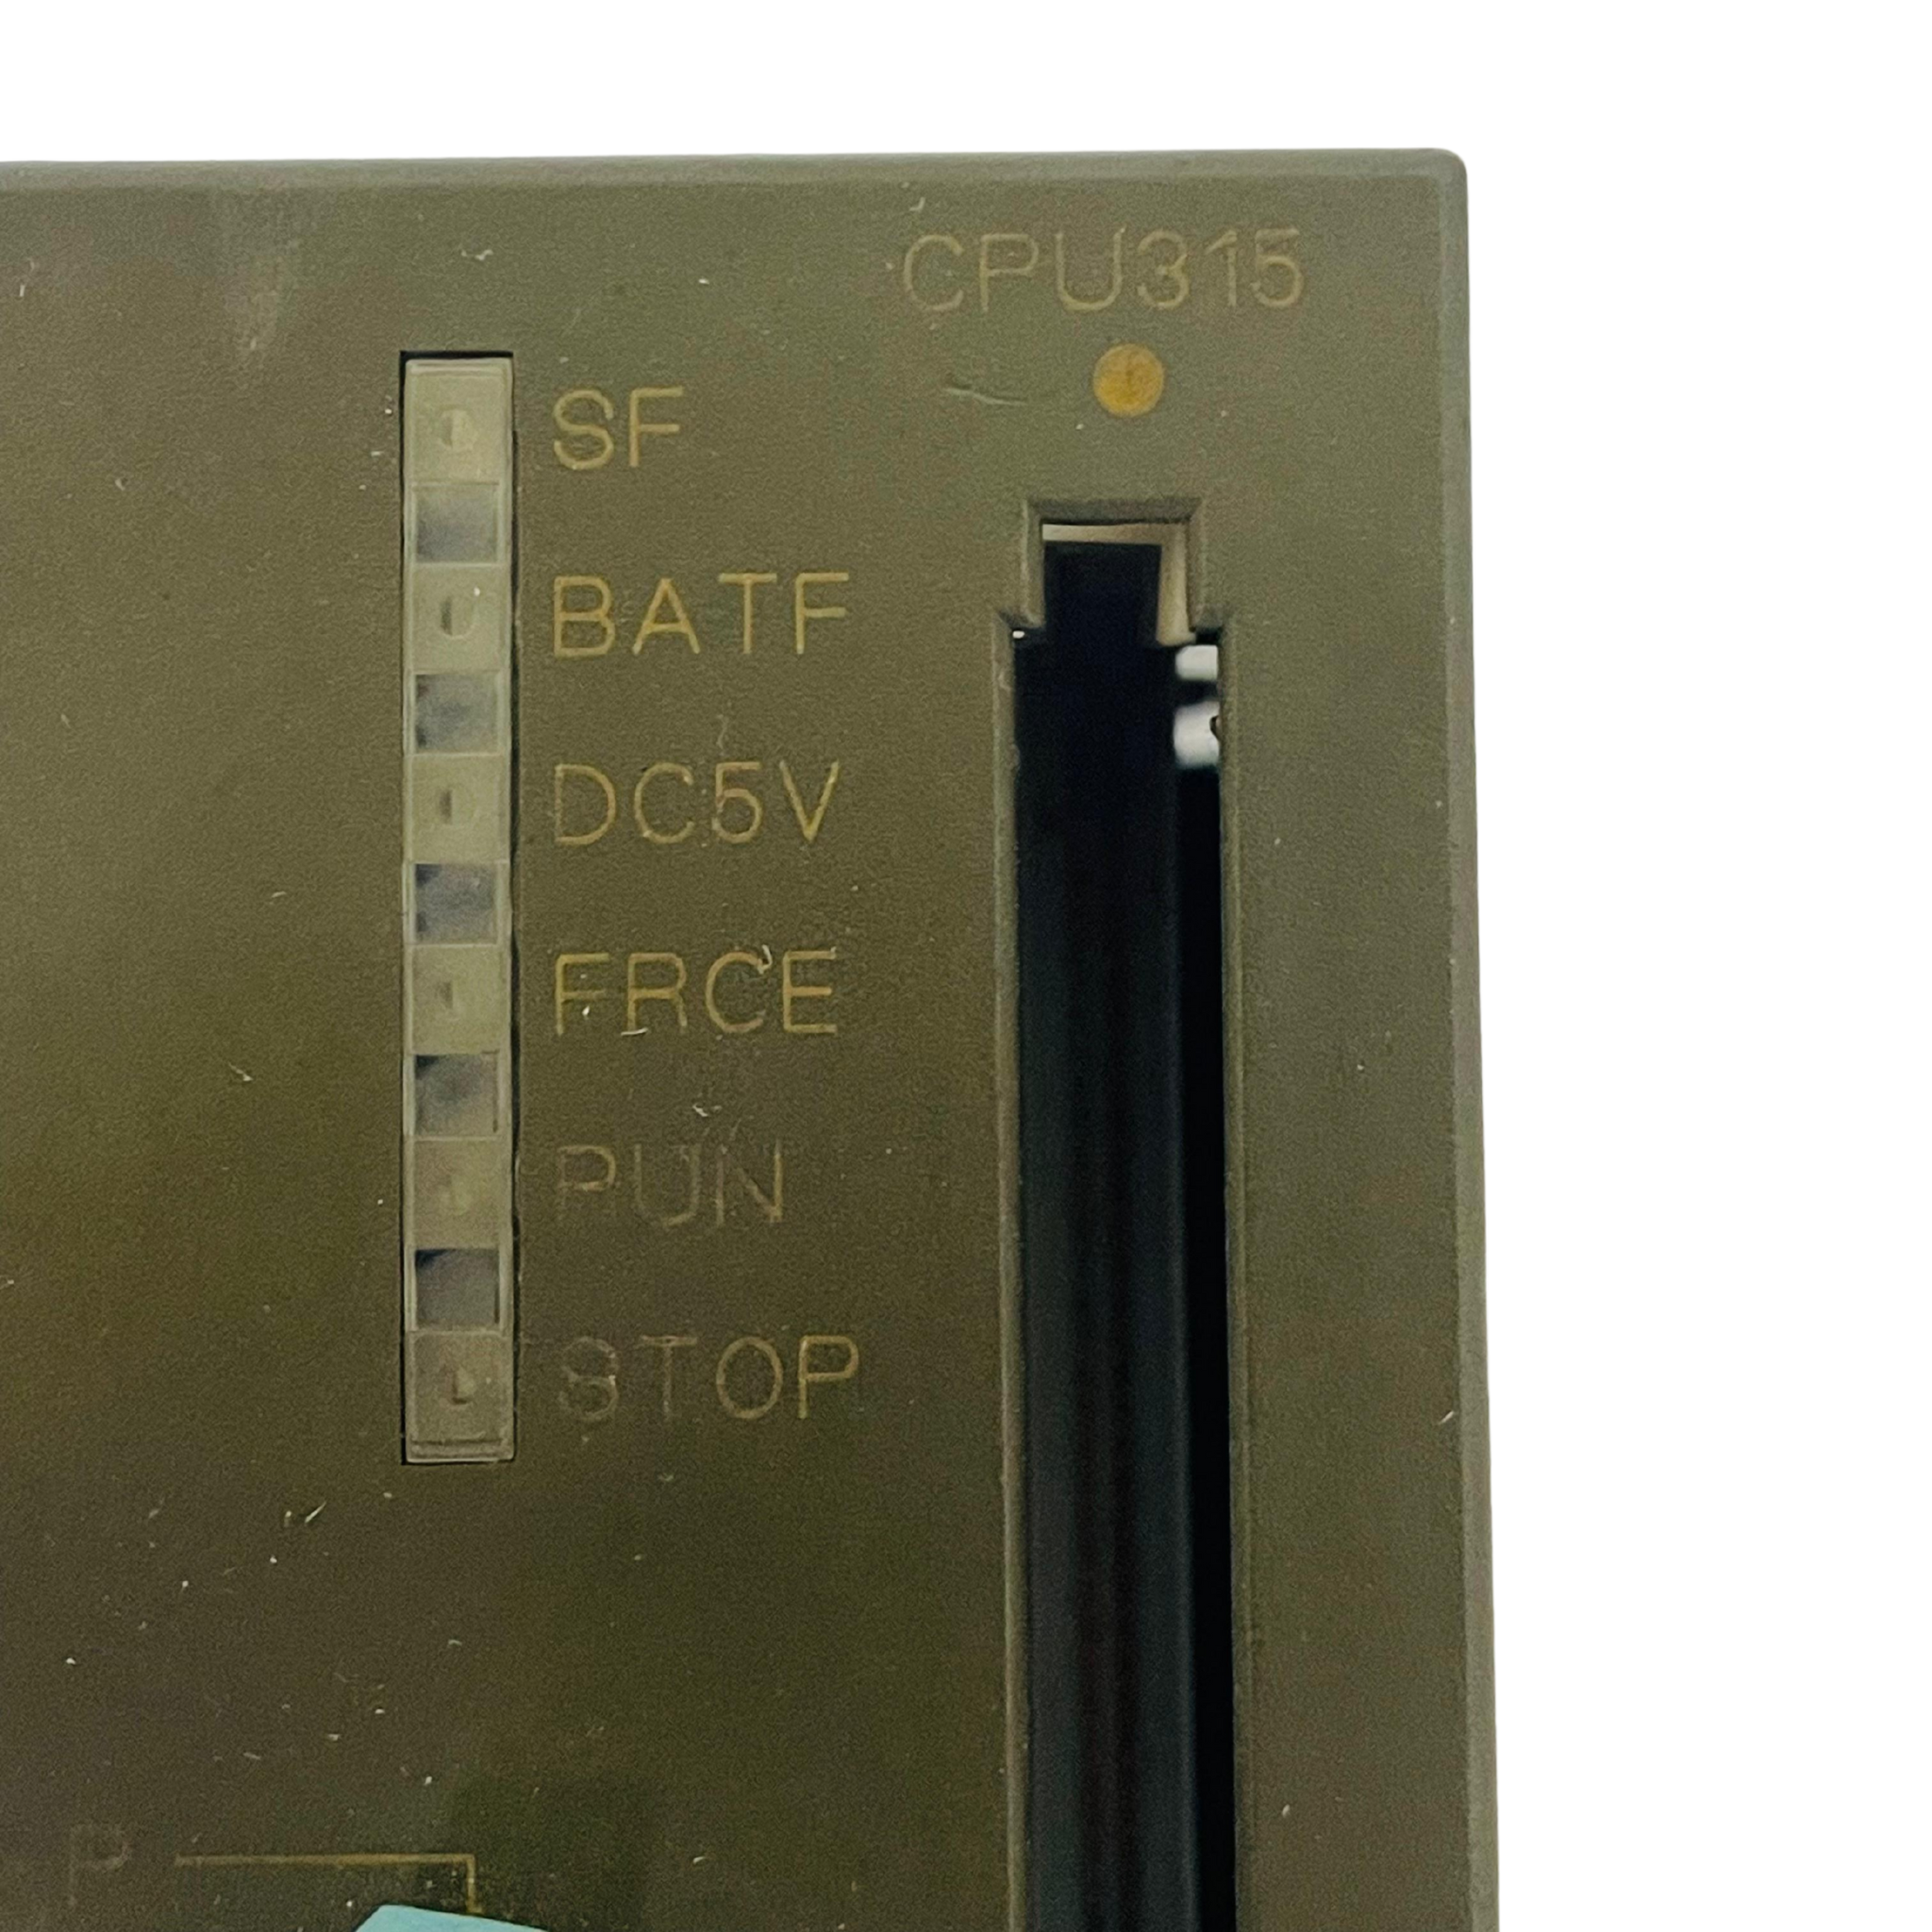 CPU315
SF
BATF
DC5V
FRCE
RUN
STOP
P